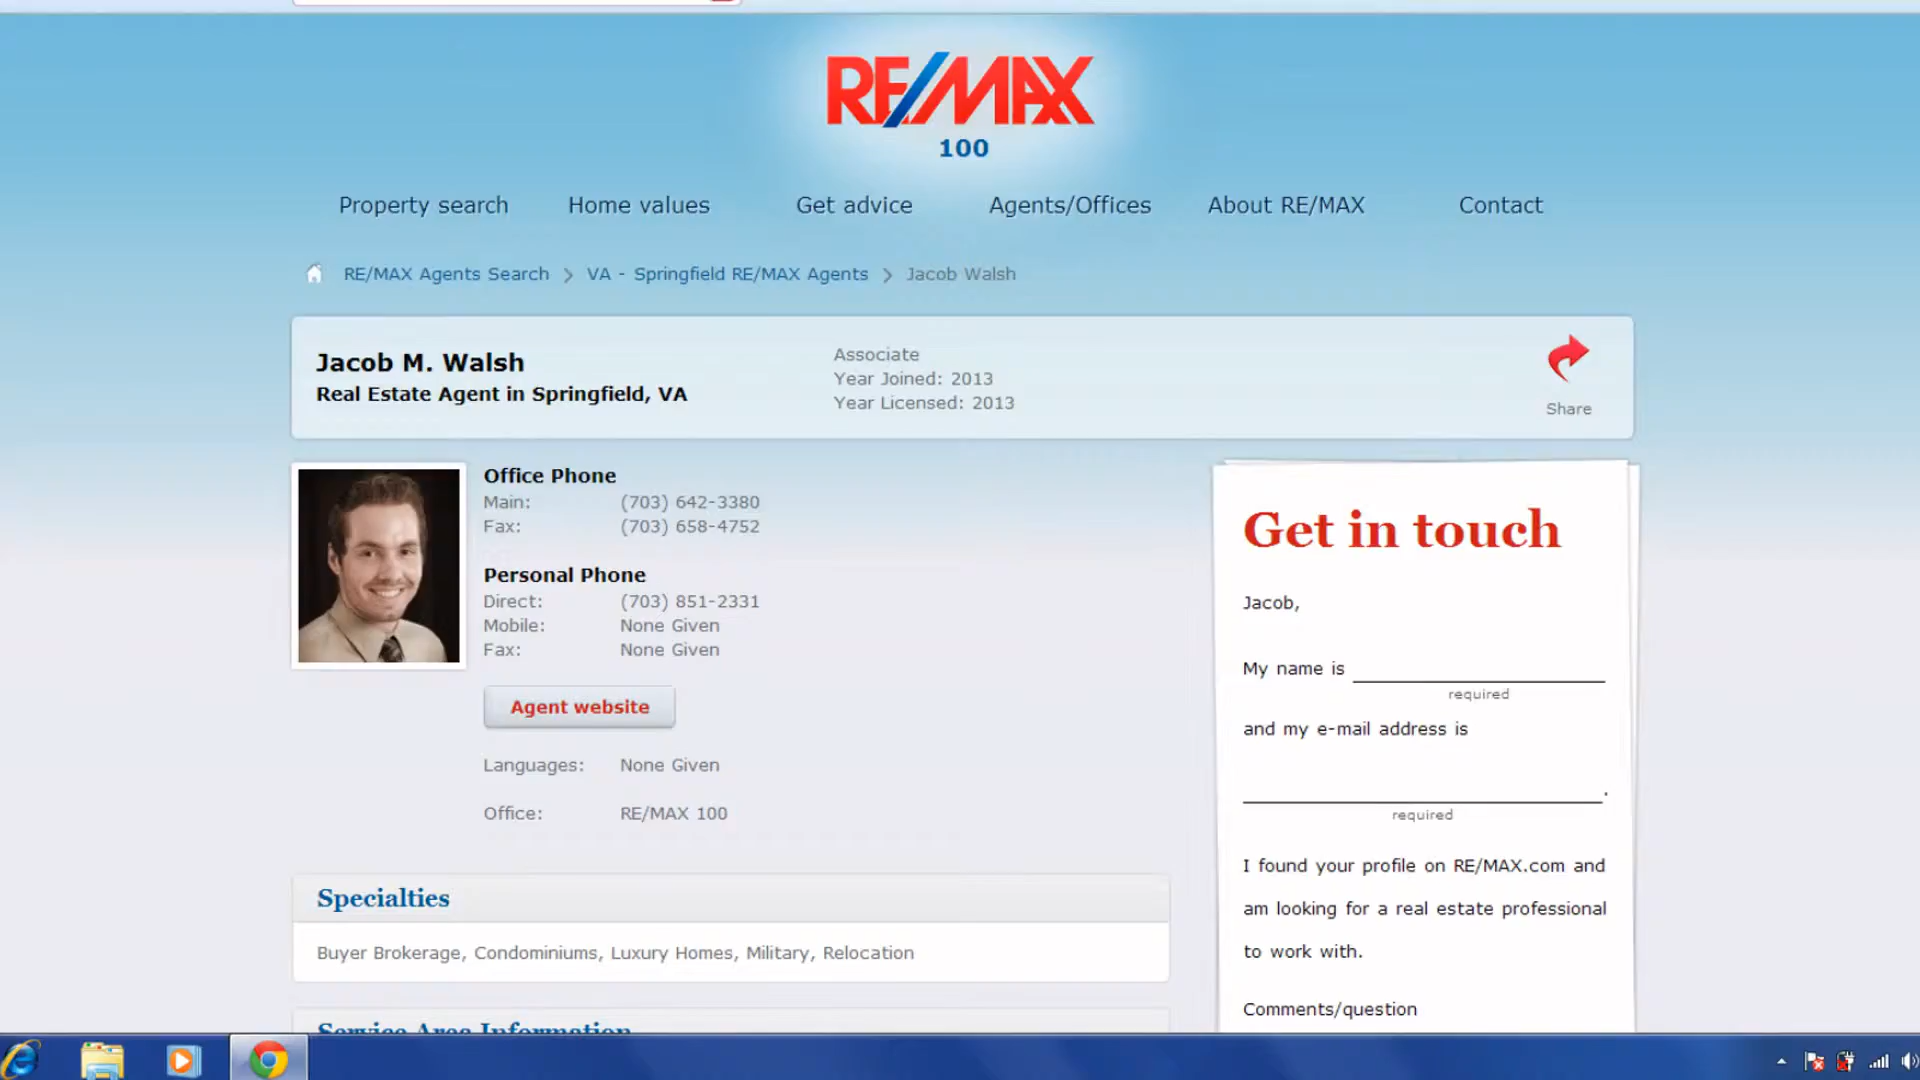 RE/MAX
100
Property search Home values Get advice Agents/Offices About RE/MAX Contact
RE/MAX Agents Search > VA - Springfield RE/MAX Agents > Jacob Walsh
Jacob M. Walsh
Real Estate Agent in Springfield, VA
Associate
Year Joined: 2013
Year Licensed: 2013
Share
Office Phone
Main: (703) 642-3380
Fax: (703) 658-4752
Personal Phone
Direct: (703) 851-2331
Mobile: None Given
Fax: None Given
Agent website
Languages: None Given
Office: RE/MAX 100
Specialties
Buyer Brokerage, Condominiums, Luxury Homes, Military, Relocation
Service Area Information
Get in touch
Jacob,
My name is
required
and my e-mail address is
.
required
I found your profile on RE/MAX.com and
am looking for a real estate professional
to work with.
Comments/question